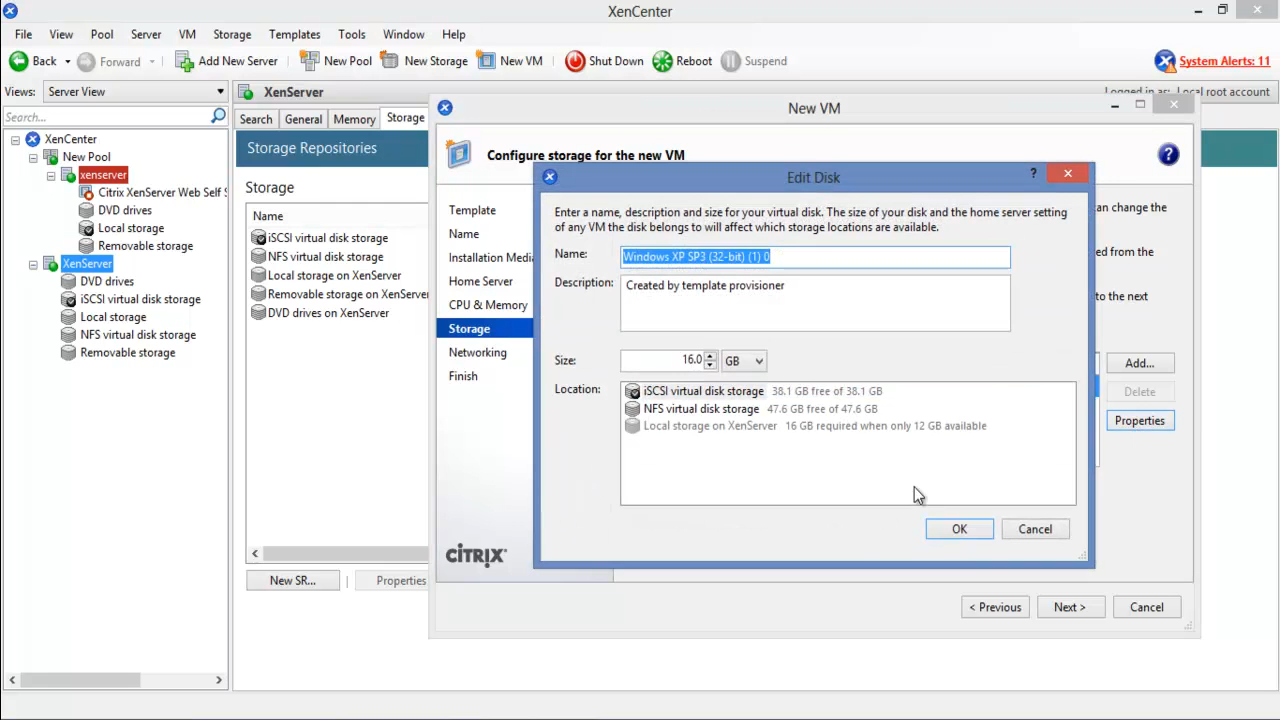 XenCenter
File View Pool Server VM Storage Templates Tools Window Help
Back Forward Add New Server New Pool New Storage New VM Shut Down Reboot Suspend System Alerts: 11
Views: Server View
XenServer
Logged in as: Local root account
Search...
Search General Memory Storage
XenCenter
New Pool
xenserver
Citrix XenServer Web Self S
DVD drives
Local storage
Removable storage
XenServer
DVD drives
iSCSI virtual disk storage
Local storage
NFS virtual disk storage
Removable storage
Storage Repositories
Storage
Name
iSCSI virtual disk storage
NFS virtual disk storage
Local storage on XenServer
Removable storage on XenServer
DVD drives on XenServer
New SR...
Properties
New VM
Configure storage for the new VM
?
Template
Name
Installation Media
Home Server
CPU & Memory
Storage
Networking
Finish
CITRIX
an change the
ed from the
to the next
Add...
Delete
Properties
< Previous Next > Cancel
Edit Disk
?
Enter a name, description and size for your virtual disk. The size of your disk and the home server setting
of any VM the disk belongs to will affect which storage locations are available.
Name: Windows XP SP3 (32-bit) (1) 0
Description: Created by template provisioner
Size: 16.0 GB
Location: iSCSI virtual disk storage 38.1 GB free of 38.1 GB
NFS virtual disk storage 47.6 GB free of 47.6 GB
Local storage on XenServer 16 GB required when only 12 GB available
OK Cancel